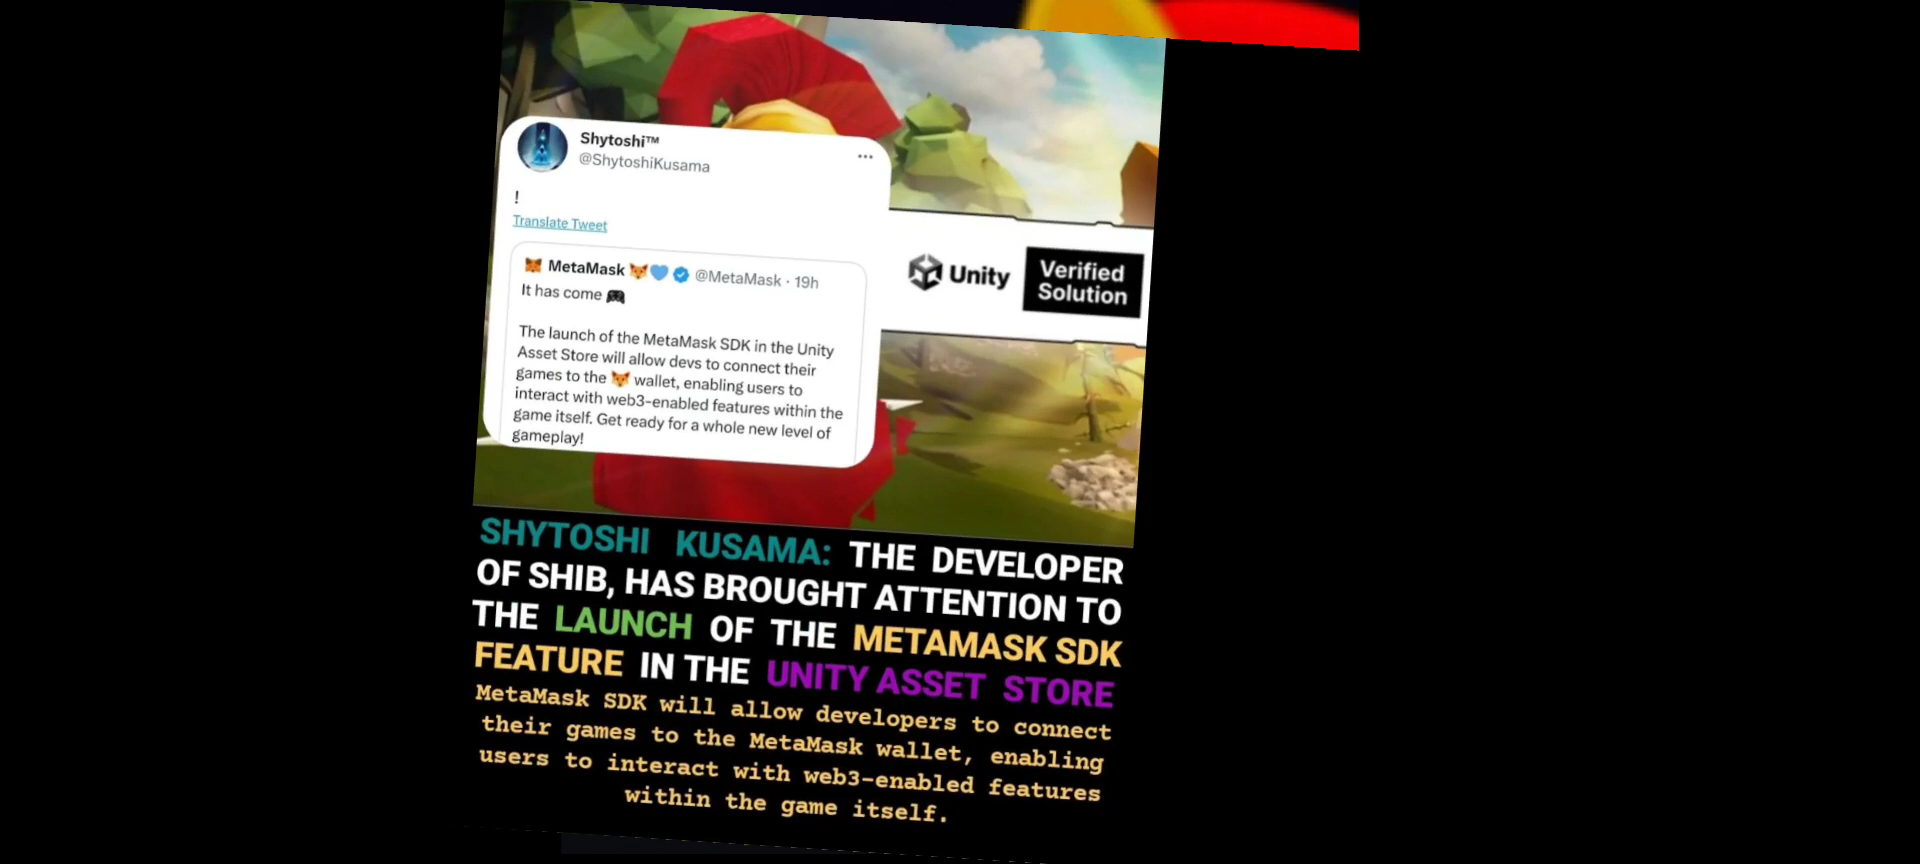 Shytoshi™
@ShytoshiKusama
!
Translate Tweet
MetaMask 🦊💙 @MetaMask · 19h
It has come 🎮
The launch of the MetaMask SDK in the Unity
Asset Store will allow devs to connect their
games to the 🦊 wallet, enabling users to
interact with web3-enabled features within the
game itself. Get ready for a whole new level of
gameplay!
Unity
Verified
Solution
SHYTOSHI KUSAMA: THE DEVELOPER
OF SHIB, HAS BROUGHT ATTENTION TO
THE LAUNCH OF THE METAMASK SDK
FEATURE IN THE UNITY ASSET STORE
MetaMask SDK will allow developers to connect
their games to the MetaMask wallet, enabling
users to interact with web3-enabled features
within the game itself.